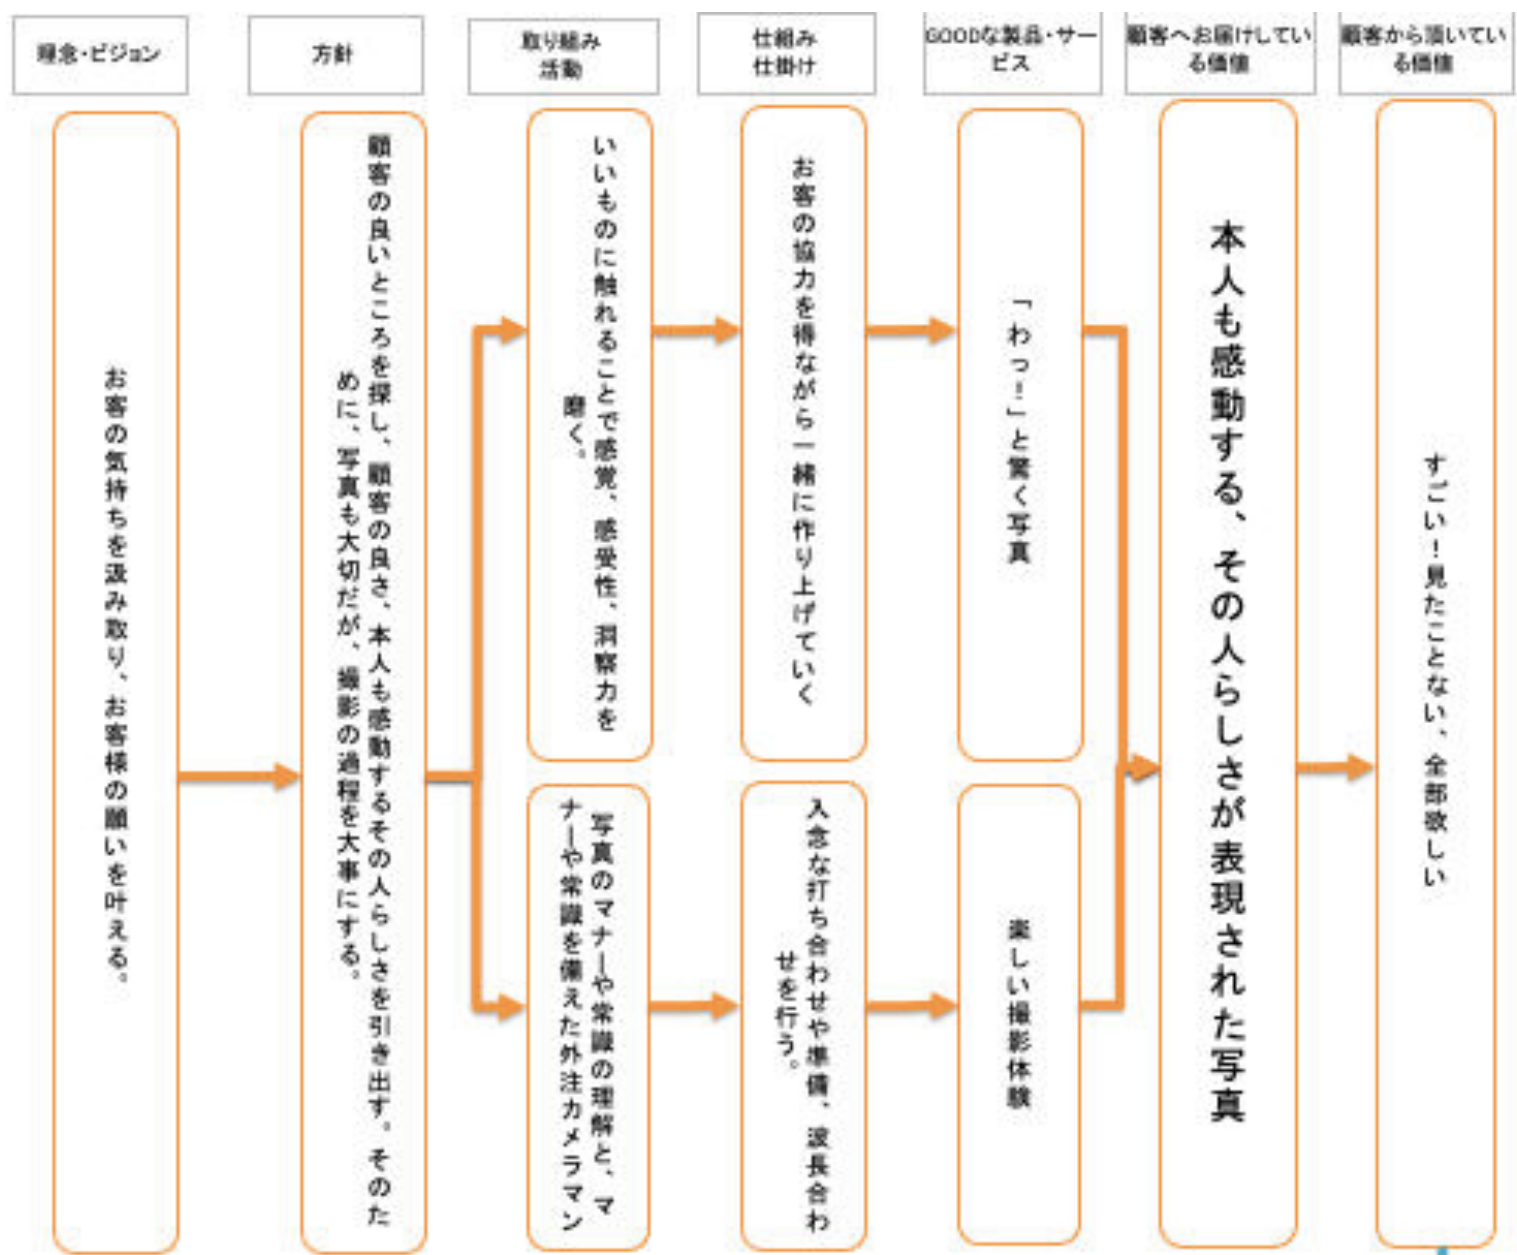 理念・ビジョン
方針
取り組み
活動
仕組み
仕掛け
GOODな製品・サー
ビス
顧客へお届けしてい
る価値
顧客から頂いてい
る価値
お客の気持ちを汲み取り、お客様の願いを叶える。
顧客の良いところを探し、顧客の良さ、本人も感動するその人らしさを引き出す。そのた
めに、写真も大切だが、撮影の過程を大事にする。
いいものに触れることで感覚、感受性、洞察力を
磨く。
写真のマナーや常識の理解と、マ
ナーや常識を備えた外注カメラマン
お客の協力を得ながら一緒に作り上げていく
入念な打ち合わせや準備、波長合わ
せを行う。
「わっ!」と驚く写真
楽しい撮影体験
本人も感動する、その人らしさが表現された写真
すごい!見たことない、全部欲しい